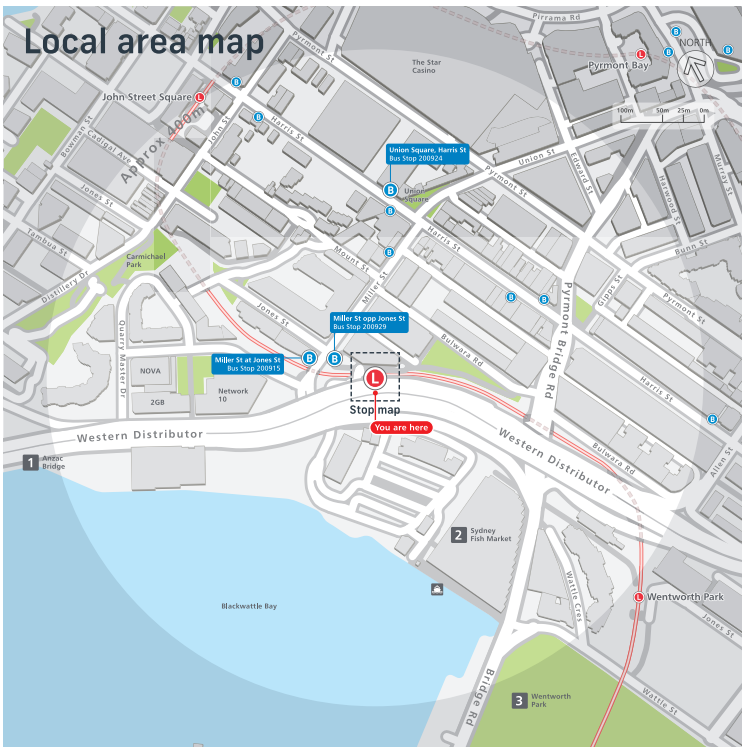 Local area map
Pirrama Rd
NORTH
Pyrmont St
The Star
Casino
Pyrmont Bay
L
B
B
B
B
John Street Square
L
100m 50m 25m 0m
Approx 400m
John St
B
Harris St
Bowman St
Cadigal Ave
Union Square, Harris St
Bus Stop 200924
Union St
Edward St
Murray St
Jones St
B
Union
Square
Pyrmont St
Harwood St
B
Tambua St
Harris St
Bunn St
Carmichael
Park
Mount St
B
Distillery Dr
Miller St
Gipps St
Pyrmont St
B
B
Jones St
Pyrmont Bridge Rd
Miller St opp Jones St
Bus Stop 200929
Quarry Master Dr
Bulwara Rd
Miller St at Jones St
Bus Stop 200915
B
B
NOVA
L
Harris St
2GB
Network
10
Stop map
B
You are here
Western Distributor
Western Distributor
Bulwara Rd
Allen St
1
Anzac
Bridge
2
Sydney
Fish Market
Blackwattle Bay
Wattle Cres
L
Wentworth Park
Jones St
Bridge Rd
3
Wentworth
Park
Wattle St